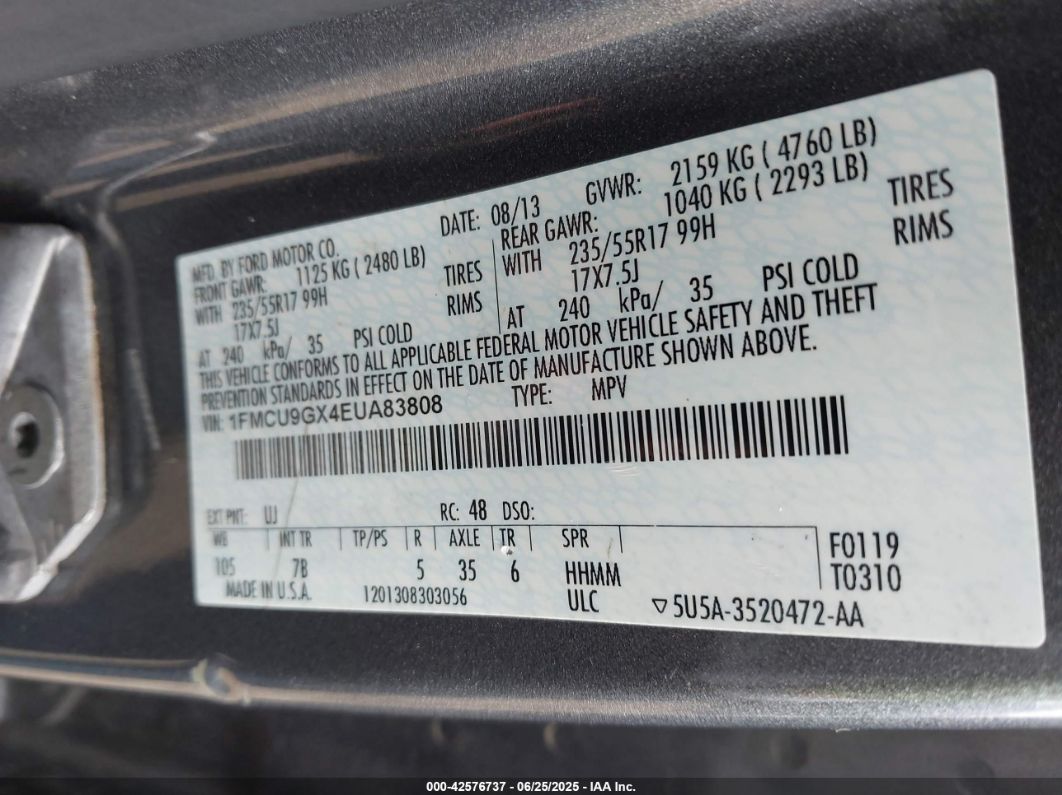 MFD. BY FORD MOTOR CO. DATE: 08/13 GVWR: 2159 KG ( 4760 LB)
FRONT GAWR: 1125 KG ( 2480 LB) REAR GAWR: 1040 KG ( 2293 LB)
WITH 235/55R17 99H TIRES WITH 235/55R17 99H TIRES
17X7.5J RIMS 17X7.5J RIMS
AT 240 kPa/ 35 PSI COLD AT 240 kPa/ 35 PSI COLD
THIS VEHICLE CONFORMS TO ALL APPLICABLE FEDERAL MOTOR VEHICLE SAFETY AND THEFT
PREVENTION STANDARDS IN EFFECT ON THE DATE OF MANUFACTURE SHOWN ABOVE.
VIN: 1FMCU9GX4EUA83808 TYPE: MPV
EXT PNT: UJ RC: 48 DSO:
WB INT TR TP/PS R AXLE TR SPR F0119
105 7B 5 35 6 HHMM T0310
MADE IN U.S.A. 1201308303056 ULC ▽5U5A-3520472-AA
000-42576737 - 06/25/2025 - IAA Inc.